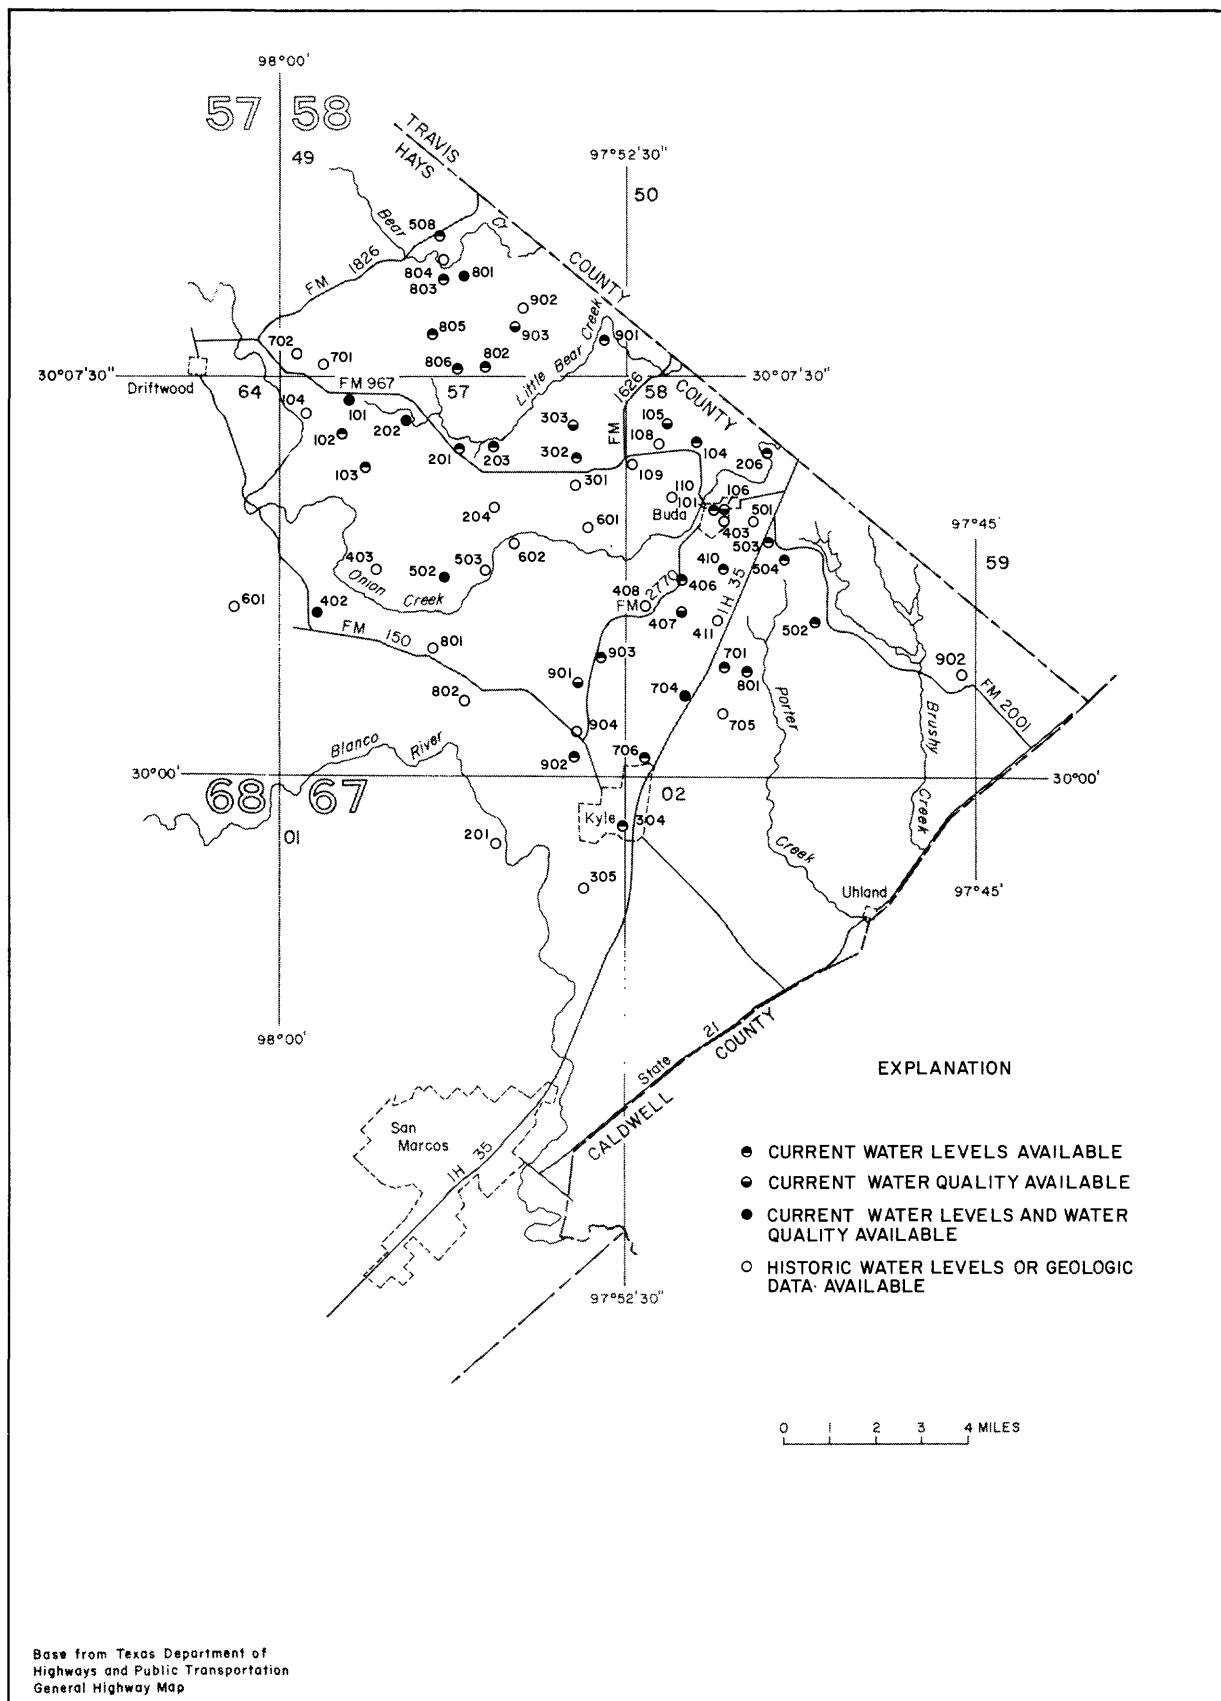 98°00'
57 58
49
TRAVIS
HAYS
97°52'30"
50
Bear
508
Cr
COUNTY
FM 1826
804
801
803
902
903
805
Little Bear Creek
901
702
701
806
802
30°07'30"
30°07'30"
Driftwood
64
FM 967
57
1626
58
COUNTY
104
101
102
202
303
FM
105
108
104
201
203
302
206
103
109
301
110
106
101
501
204
Buda
601
403
97°45'
503
602
59
403
503
410
504
Onion
502
Creek
408
2770
406
IH 35
601
402
FM
407
411
502
FM 150
801
903
701
902
901
801
802
704
Porter
FM 2001
904
705
Brushy
Blanco River
902
706
30°00'
30°00'
68 67
02
Kyle
304
Creek
01
201
Creek
305
97°45'
Uhland
98°00'
State 21
COUNTY
CALDWELL
San
Marcos
IH 35
97°52'30"
EXPLANATION
CURRENT WATER LEVELS AVAILABLE
CURRENT WATER QUALITY AVAILABLE
CURRENT WATER LEVELS AND WATER
QUALITY AVAILABLE
HISTORIC WATER LEVELS OR GEOLOGIC
DATA AVAILABLE
0 1 2 3 4 MILES
Base from Texas Department of
Highways and Public Transportation
General Highway Map